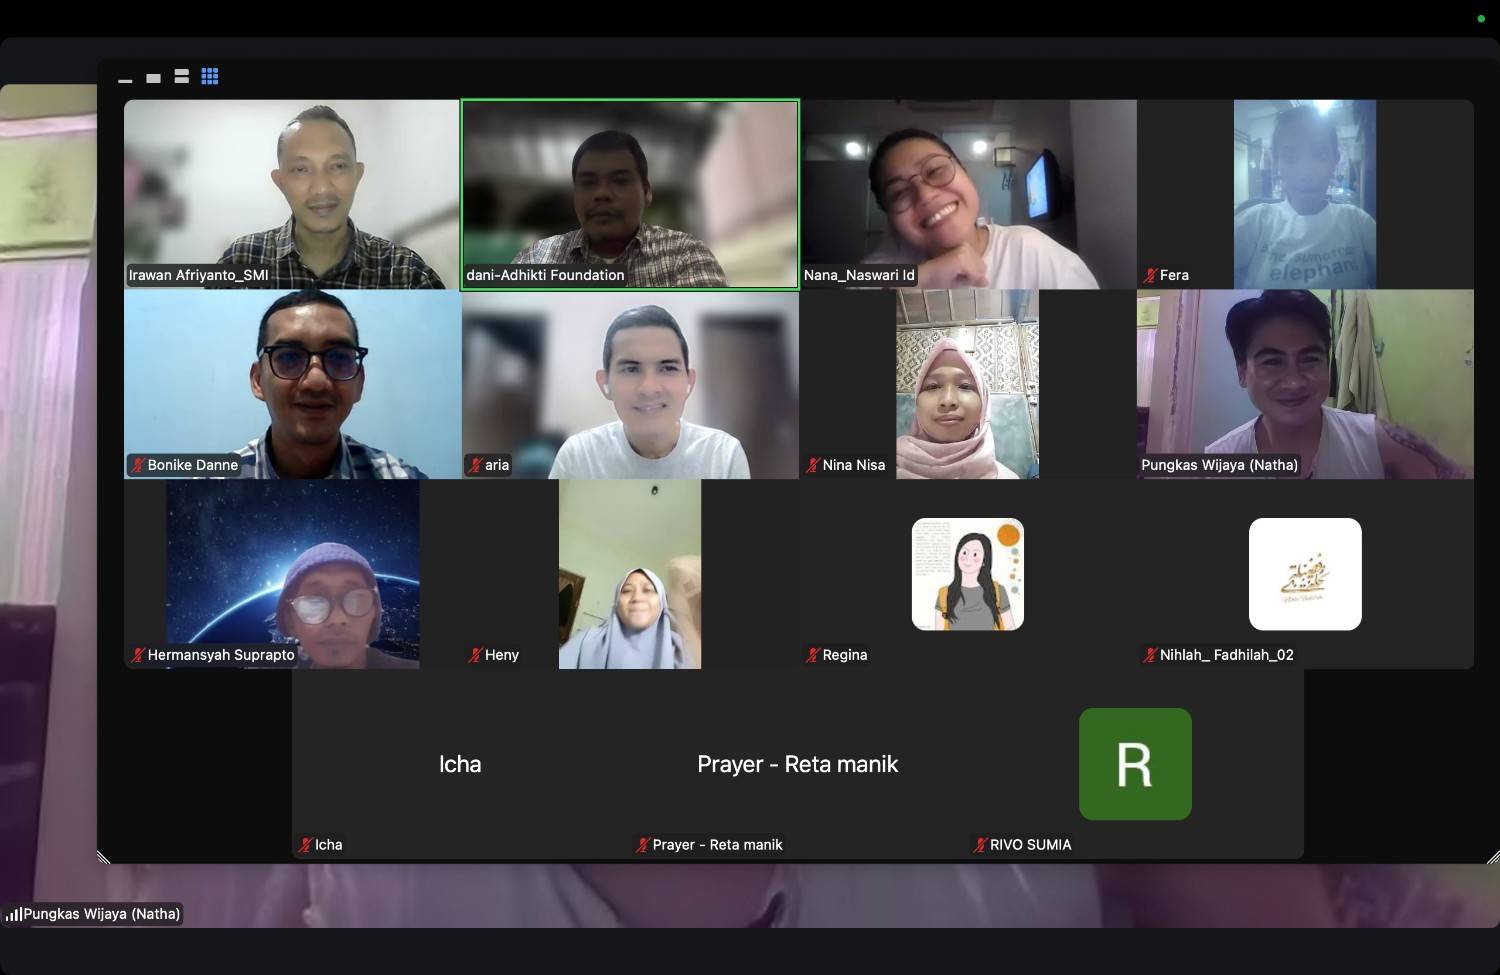 Irawan Afriyanto_SMI
dani-Adhikti Foundation
Nana_Naswari Id
Fera
elephant
Bonike Danne
aria
Nina Nisa
Pungkas Wijaya (Natha)
Hermansyah Suprapto
Heny
Regina
Nihlah_ Fadhilah_02
Icha
Prayer - Reta manik
R
Icha
Prayer - Reta manik
RIVO SUMIA
Pungkas Wijaya (Natha)